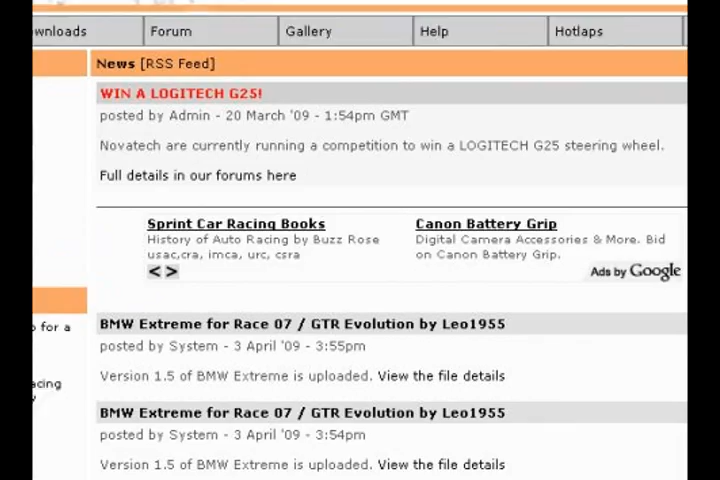 Forum
Gallery
Help
Hotlaps
News [RSS Feed]
WIN A LOGITECH G25!
posted by Admin - 20 March '09 - 1:54pm GMT
Novatech are currently running a competition to win a LOGITECH G25 steering wheel.
Full details in our forums here
Sprint Car Racing Books
History of Auto Racing by Buzz Rose
usac,cra, imca, urc, csra
Canon Battery Grip
Digital Camera Accessories & More. Bid
on Canon Battery Grip.
< >
Ads by Google
for a
BMW Extreme for Race 07 / GTR Evolution by Leo1955
posted by System - 3 April '09 - 3:55pm
Version 1.5 of BMW Extreme is uploaded. View the file details
BMW Extreme for Race 07 / GTR Evolution by Leo1955
posted by System - 3 April '09 - 3:54pm
Version 1.5 of BMW Extreme is uploaded. View the file details